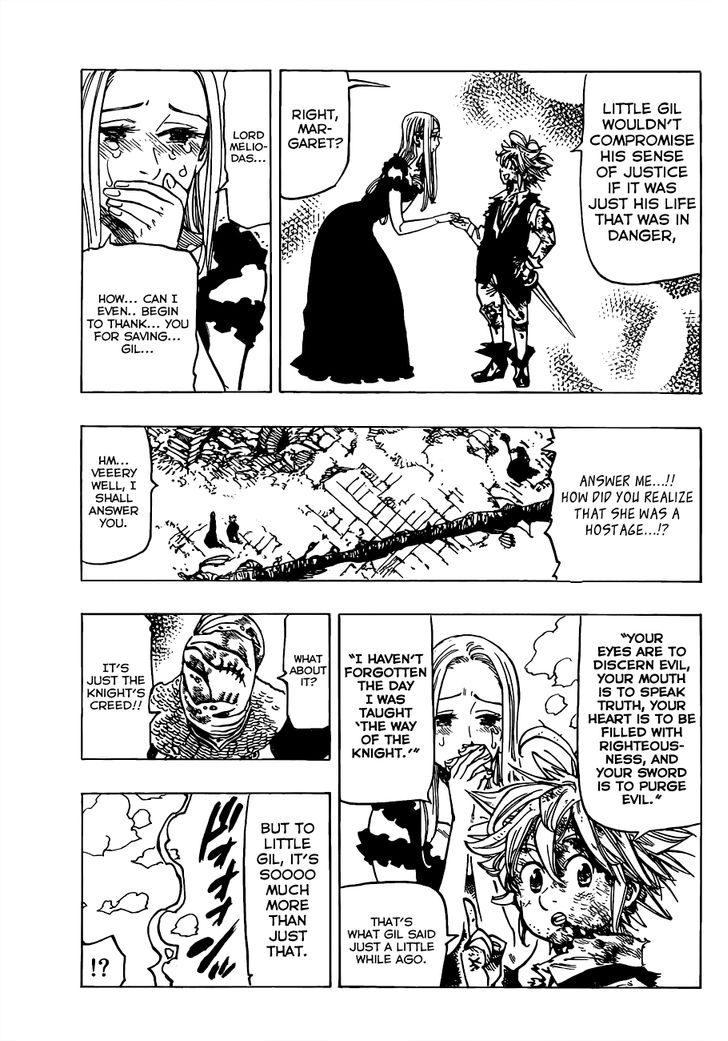 LITTLE GIL
WOULDN'T
COMPROMISE
HIS SENSE
OF JUSTICE
IF IT WAS
JUST HIS LIFE
THAT WAS IN
DANGER,
RIGHT,
MAR-
GARET?
LORD
MELIO-
DAS...
HOW... CAN I
EVEN.. BEGIN
TO THANK... YOU
FOR SAVING...
GIL...
ANSWER ME...!!
HOW DID YOU REALIZE
THAT SHE WAS A
HOSTAGE...!?
HM...
VEEERY
WELL, I
SHALL
ANSWER
YOU.
"YOUR
EYES ARE TO
DISCERN EVIL,
YOUR MOUTH
IS TO SPEAK
TRUTH, YOUR
HEART IS TO BE
FILLED WITH
RIGHTEOUS-
NESS, AND
YOUR SWORD
IS TO PURGE
EVIL."
"I HAVEN'T
FORGOTTEN
THE DAY
I WAS
TAUGHT
'THE WAY
OF THE
KNIGHT.'"
THAT'S
WHAT GIL SAID
JUST A LITTLE
WHILE AGO.
WHAT
ABOUT
IT?
IT'S
JUST THE
KNIGHT'S
CREED!!
BUT TO
LITTLE
GIL, IT'S
SOOOO
MUCH
MORE
THAN
JUST
THAT.
ドドドド
!?